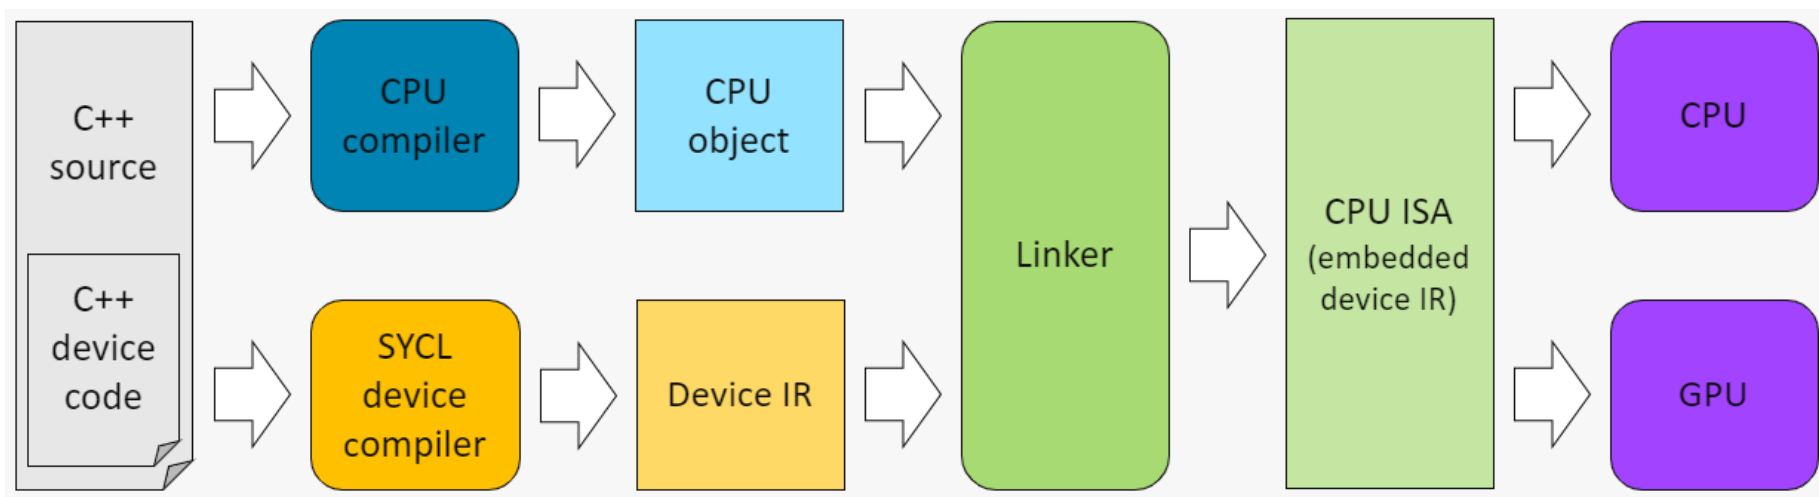 C++
source
C++
device
code
CPU
compiler
SYCL
device
compiler
CPU
object
Device IR
Linker
CPU ISA
(embedded
device IR)
CPU
GPU